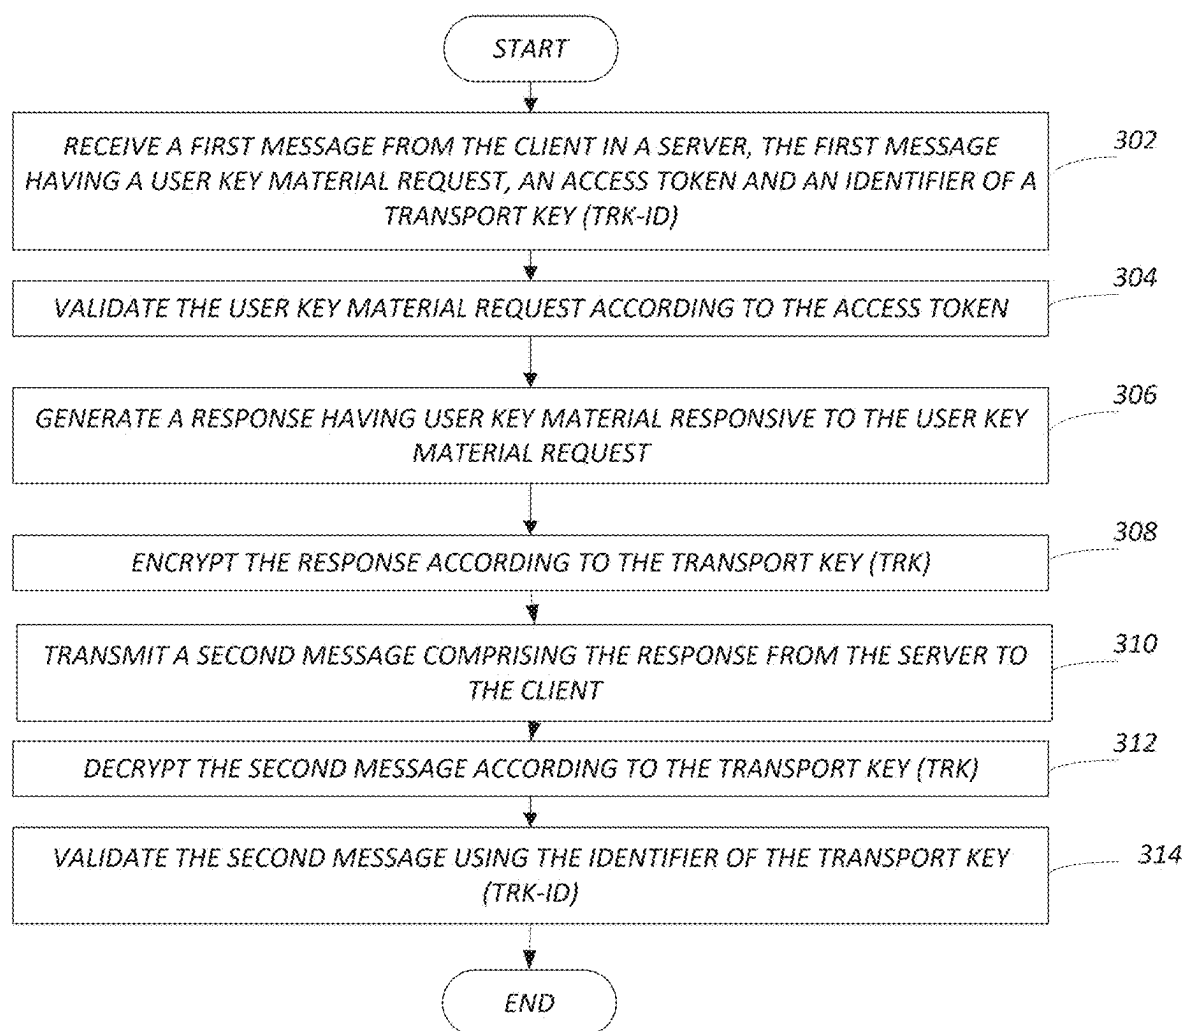 START
RECEIVE A FIRST MESSAGE FROM THE CLIENT IN A SERVER, THE FIRST MESSAGE
HAVING A USER KEY MATERIAL REQUEST, AN ACCESS TOKEN AND AN IDENTIFIER OF A
TRANSPORT KEY (TRK-ID)
302
VALIDATE THE USER KEY MATERIAL REQUEST ACCORDING TO THE ACCESS TOKEN
304
GENERATE A RESPONSE HAVING USER KEY MATERIAL RESPONSIVE TO THE USER KEY
MATERIAL REQUEST
306
ENCRYPT THE RESPONSE ACCORDING TO THE TRANSPORT KEY (TRK)
308
TRANSMIT A SECOND MESSAGE COMPRISING THE RESPONSE FROM THE SERVER TO
THE CLIENT
310
DECRYPT THE SECOND MESSAGE ACCORDING TO THE TRANSPORT KEY (TRK)
312
VALIDATE THE SECOND MESSAGE USING THE IDENTIFIER OF THE TRANSPORT KEY
(TRK-ID)
314
END